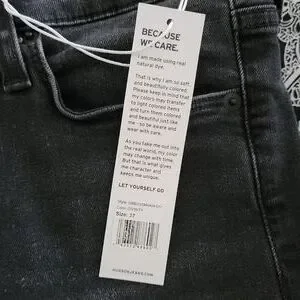 BECAUSE
WE CARE.
I am made using real
natural dye.
That is why I am so soft
and beautifully colored.
Please keep in mind that
my color may transfer
to light colored items
and turn them colored
and beautiful just like
me - so be aware and
wear with care.
As you take me out into
the real world, my color
may change with time.
But that is what gives
me character and
keeps me unique.
LET YOURSELF GO
Style:
Color:
Size: 27
HUDSONJEANS.COM